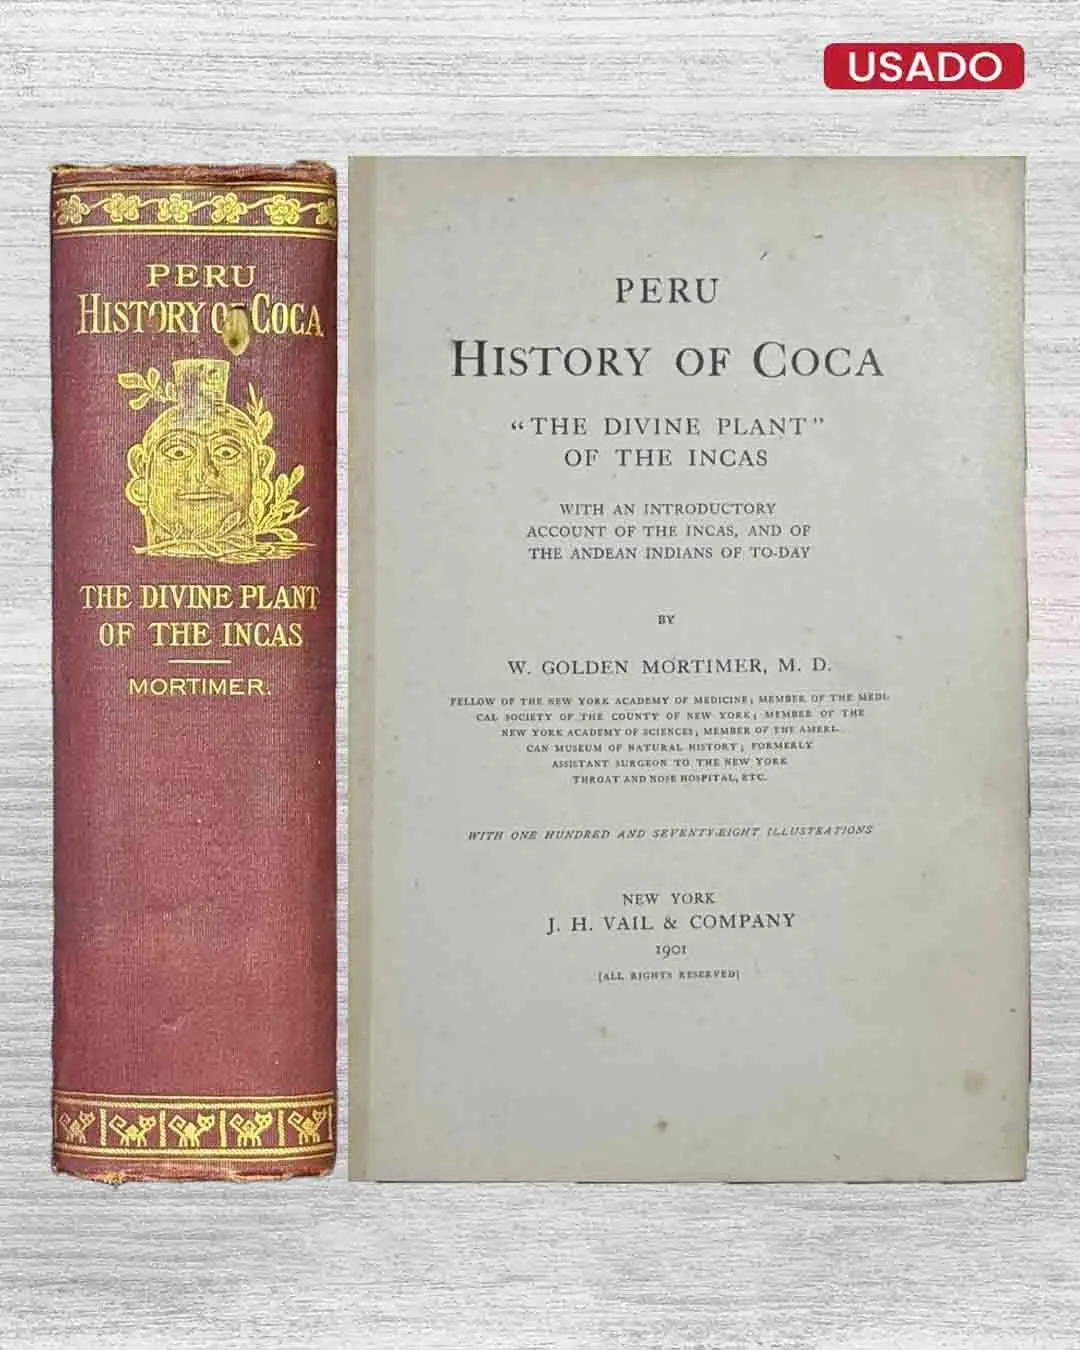 USADO
PERU
HISTORY OF COCA
THE DIVINE PLANT
OF THE INCAS
MORTIMER.
PERU
HISTORY OF COCA
"THE DIVINE PLANT"
OF THE INCAS
WITH AN INTRODUCTORY
ACCOUNT OF THE INCAS, AND OF
THE ANDEAN INDIANS OF TO-DAY
BY
W. GOLDEN MORTIMER, M. D.
FELLOW OF THE NEW YORK ACADEMY OF MEDICINE; MEMBER OF THE MEDI-
CAL SOCIETY OF THE COUNTY OF NEW YORK; MEMBER OF THE
NEW YORK ACADEMY OF SCIENCES; MEMBER OF THE AMERI-
CAN MUSEUM OF NATURAL HISTORY; FORMERLY
ASSISTANT SURGEON TO THE NEW YORK
THROAT AND NOSE HOSPITAL, ETC.
WITH ONE HUNDRED AND SEVENTY-EIGHT ILLUSTRATIONS
NEW YORK
J. H. VAIL & COMPANY
1901
[ALL RIGHTS RESERVED]